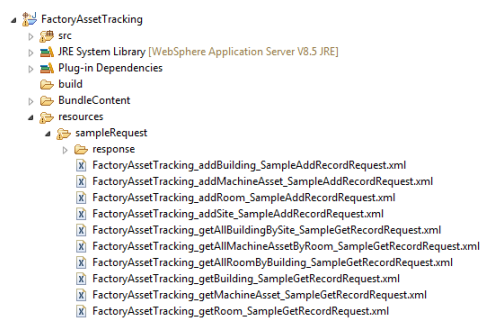 FactoryAssetTracking
src
JRE System Library [WebSphere Application Server V8.5 JRE]
Plug-in Dependencies
build
BundleContent
resources
sampleRequest
response
FactoryAssetTracking_addBuilding_SampleAddRecordRequest.xml
FactoryAssetTracking_addMachineAsset_SampleAddRecordRequest.xml
FactoryAssetTracking_addRoom_SampleAddRecordRequest.xml
FactoryAssetTracking_addSite_SampleAddRecordRequest.xml
FactoryAssetTracking_getAllBuildingBySite_SampleGetRecordRequest.xml
FactoryAssetTracking_getAllMachineAssetByRoom_SampleGetRecordRequest.xml
FactoryAssetTracking_getAllRoomByBuilding_SampleGetRecordRequest.xml
FactoryAssetTracking_getBuilding_SampleGetRecordRequest.xml
FactoryAssetTracking_getMachineAsset_SampleGetRecordRequest.xml
FactoryAssetTracking_getRoom_SampleGetRecordRequest.xml